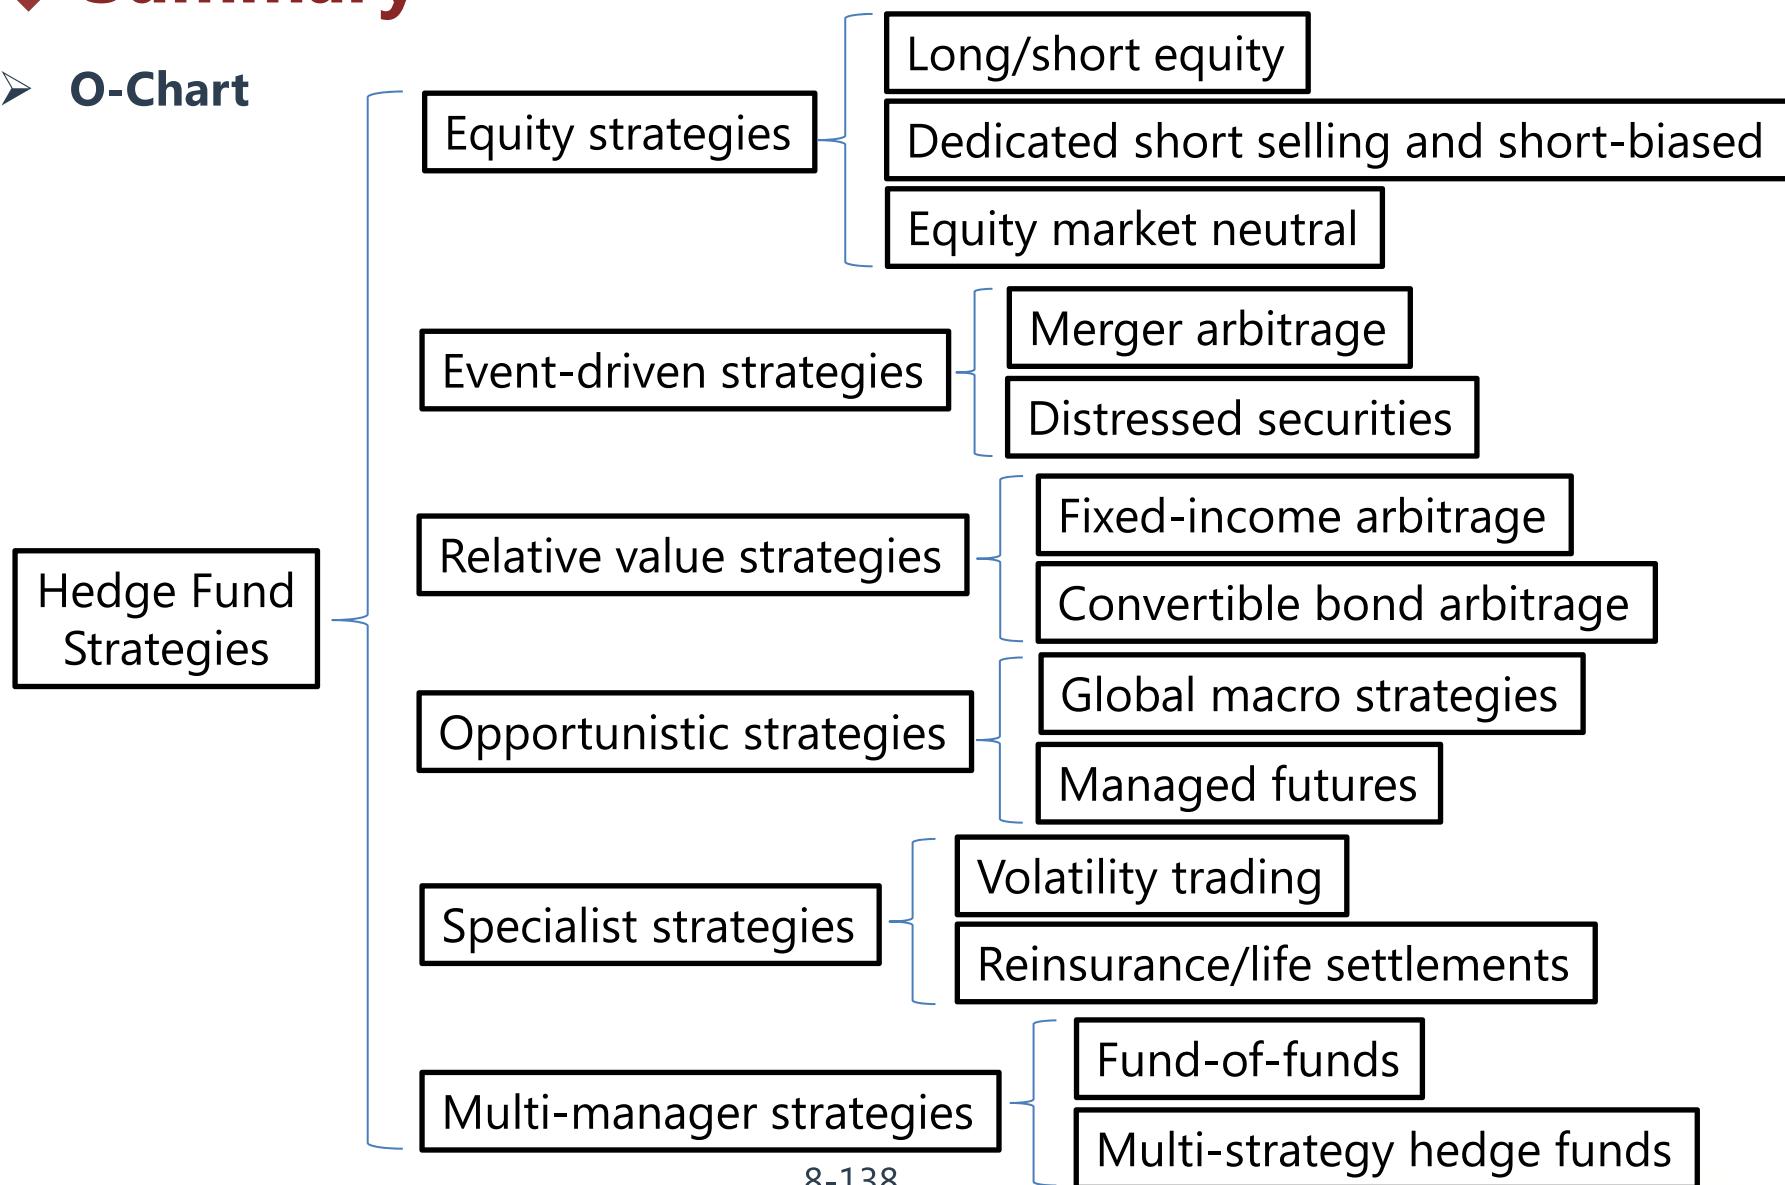 Summary
O-Chart
Hedge Fund
Strategies
Equity strategies
Long/short equity
Dedicated short selling and short-biased
Equity market neutral
Event-driven strategies
Merger arbitrage
Distressed securities
Relative value strategies
Fixed-income arbitrage
Convertible bond arbitrage
Opportunistic strategies
Global macro strategies
Managed futures
Specialist strategies
Volatility trading
Reinsurance/life settlements
Multi-manager strategies
Fund-of-funds
Multi-strategy hedge funds
8-138